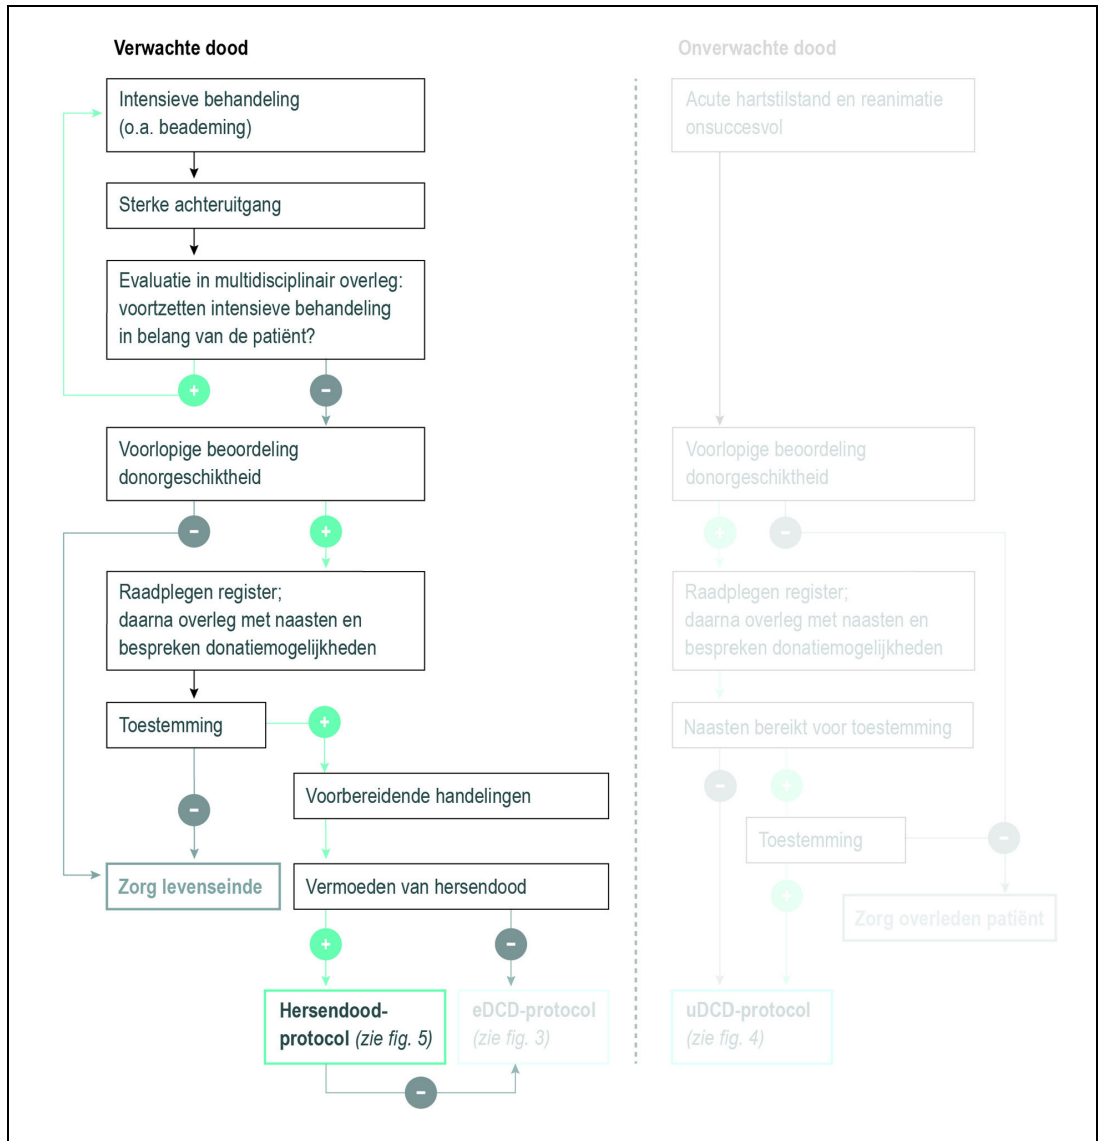 Verwachte dood
Intensieve behandeling
(o.a. beademing)
Sterke achteruitgang
Evaluatie in multidisciplinair overleg:
voortzetten intensieve behandeling
in belang van de patiënt?
+
-
Voorlopige beoordeling
donorgeschiktheid
-
+
Raadplegen register;
daarna overleg met naasten en
bespreken donatiemogelijkheden
Toestemming
+
-
Voorbereidende handelingen
Zorg levenseinde
Vermoeden van hersendood
+
-
Hersendood-
protocol (zie fig. 5)
eDCD-protocol
(zie fig. 3)
-
Onverwachte dood
Acute hartstilstand en reanimatie
onsuccesvol
Voorlopige beoordeling
donorgeschiktheid
+
-
Raadplegen register;
daarna overleg met naasten en
bespreken donatiemogelijkheden
Naasten bereikt voor toestemming
-
+
Toestemming
-
+
Zorg overleden patiënt
uDCD-protocol
(zie fig. 4)